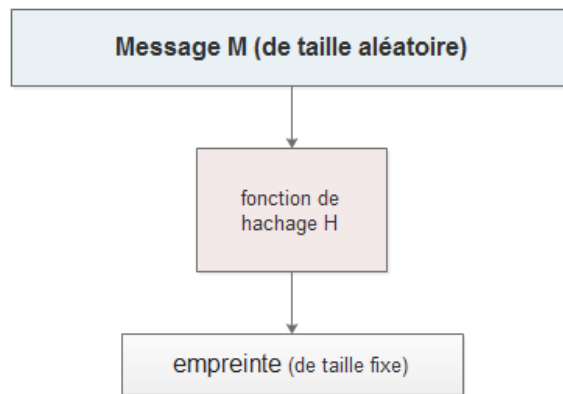 Message M (de taille aléatoire)
fonction de
hachage H
empreinte (de taille fixe)